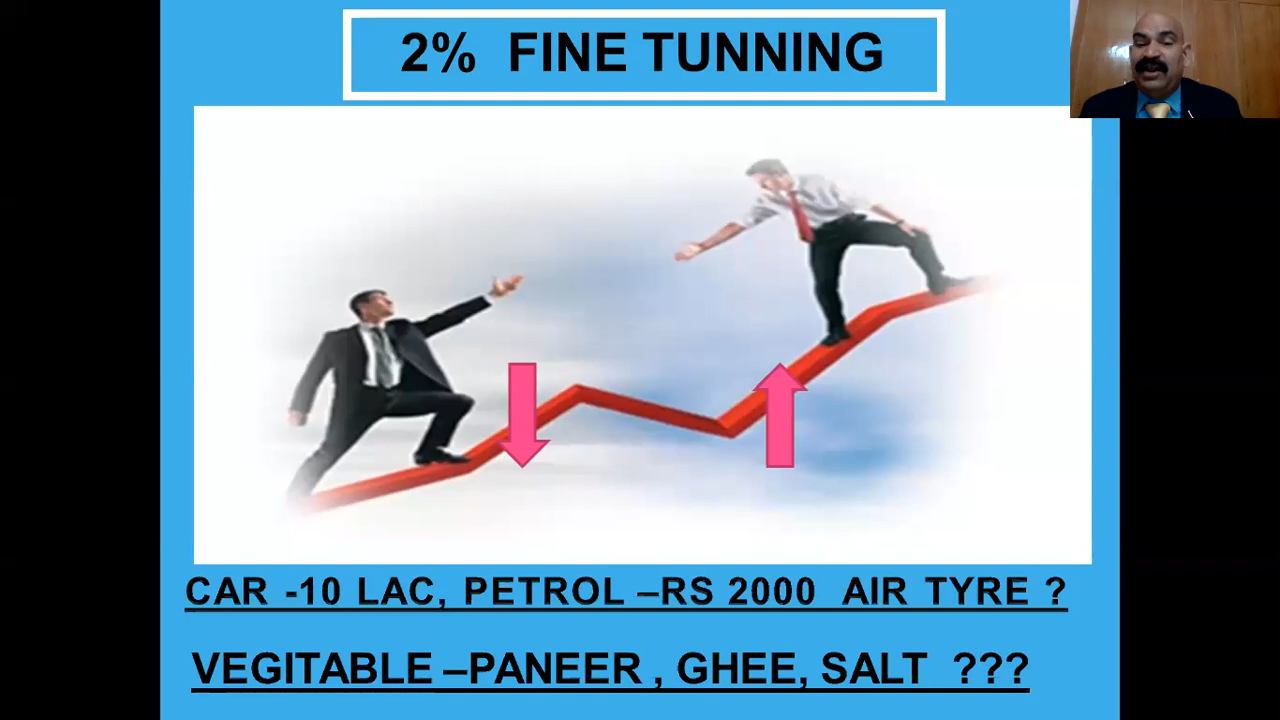 2% FINE TUNNING
CAR -10 LAC, PETROL –RS 2000 AIR TYRE ?
VEGITABLE –PANEER , GHEE, SALT ???